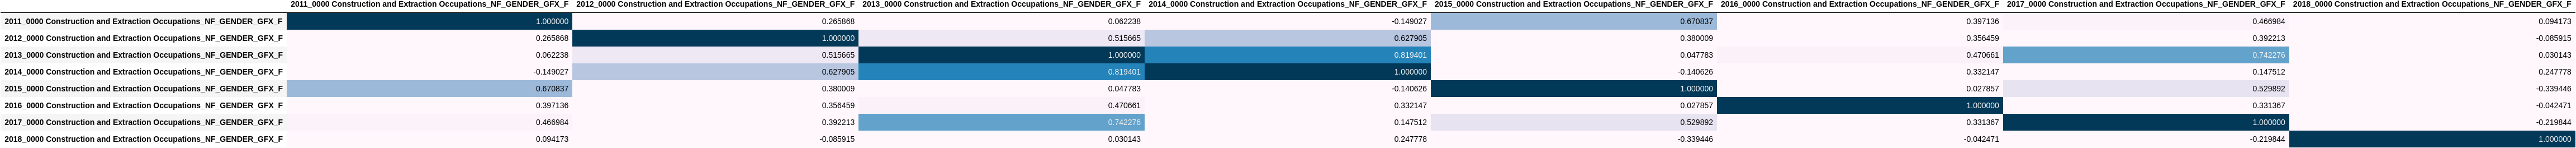 2011_0000 Construction and Extraction Occupations_NF_GENDER_GFX_F 2012_0000 Construction and Extraction Occupations_NF_GENDER_GFX_F 2013_0000 Construction and Extraction Occupations_NF_GENDER_GFX_F 2014_0000 Construction and Extraction Occupations_NF_GENDER_GFX_F 2015_0000 Construction and Extraction Occupations_NF_GENDER_GFX_F 2016_0000 Construction and Extraction Occupations_NF_GENDER_GFX_F 2017_0000 Construction and Extraction Occupations_NF_GENDER_GFX_F 2018_0000 Construction and Extraction Occupations_NF_GENDER_GFX_F
2011_0000 Construction and Extraction Occupations_NF_GENDER_GFX_F 1.000000 0.265868 0.062238 -0.149027 0.670837 0.397136 0.466984 0.094173
2012_0000 Construction and Extraction Occupations_NF_GENDER_GFX_F 0.265868 1.000000 0.515665 0.627905 0.380009 0.356459 0.392213 -0.085915
2013_0000 Construction and Extraction Occupations_NF_GENDER_GFX_F 0.062238 0.515665 1.000000 0.819401 0.047783 0.470661 0.742276 0.030143
2014_0000 Construction and Extraction Occupations_NF_GENDER_GFX_F -0.149027 0.627905 0.819401 1.000000 -0.140626 0.332147 0.147512 0.247778
2015_0000 Construction and Extraction Occupations_NF_GENDER_GFX_F 0.670837 0.380009 0.047783 -0.140626 1.000000 0.027857 0.529892 -0.339446
2016_0000 Construction and Extraction Occupations_NF_GENDER_GFX_F 0.397136 0.356459 0.470661 0.332147 0.027857 1.000000 0.331367 -0.042471
2017_0000 Construction and Extraction Occupations_NF_GENDER_GFX_F 0.466984 0.392213 0.742276 0.147512 0.529892 0.331367 1.000000 -0.219844
2018_0000 Construction and Extraction Occupations_NF_GENDER_GFX_F 0.094173 -0.085915 0.030143 0.247778 -0.339446 -0.042471 -0.219844 1.000000